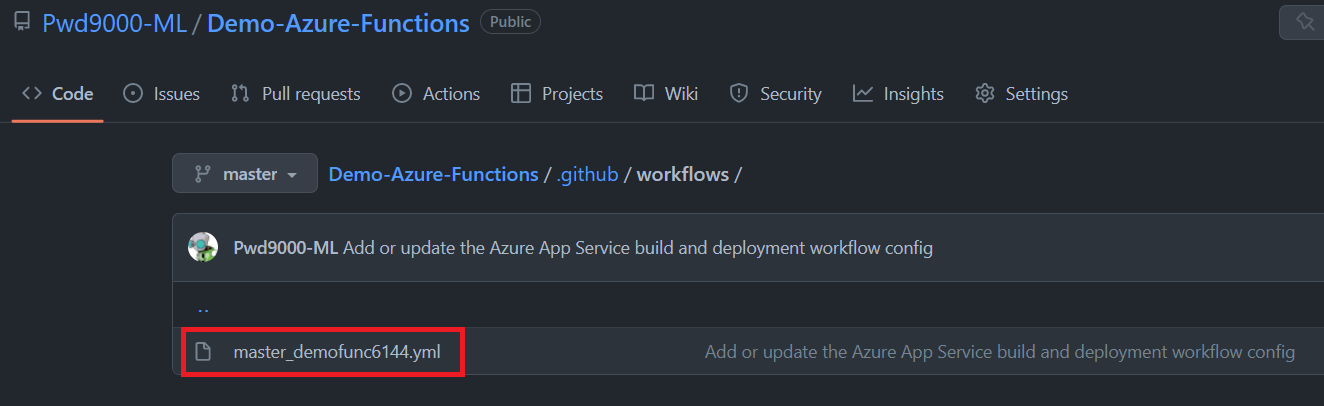 Pwd9000-ML / Demo-Azure-Functions Public
Code Issues Pull requests Actions Projects Wiki Security Insights Settings
master Demo-Azure-Functions / .github / workflows /
Pwd9000-ML Add or update the Azure App Service build and deployment workflow config
..
master_demofunc6144.yml Add or update the Azure App Service build and deployment workflow config